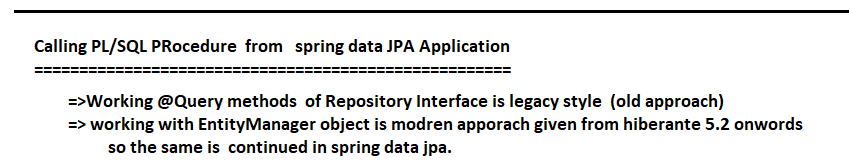 Calling PL/SQL PRocedure from spring data JPA Application
=====================================================
=>Working @Query methods of Repository Interface is legacy style (old approach)
=> working with EntityManager object is modren apporach given from hiberante 5.2 onwords
so the same is continued in spring data jpa.